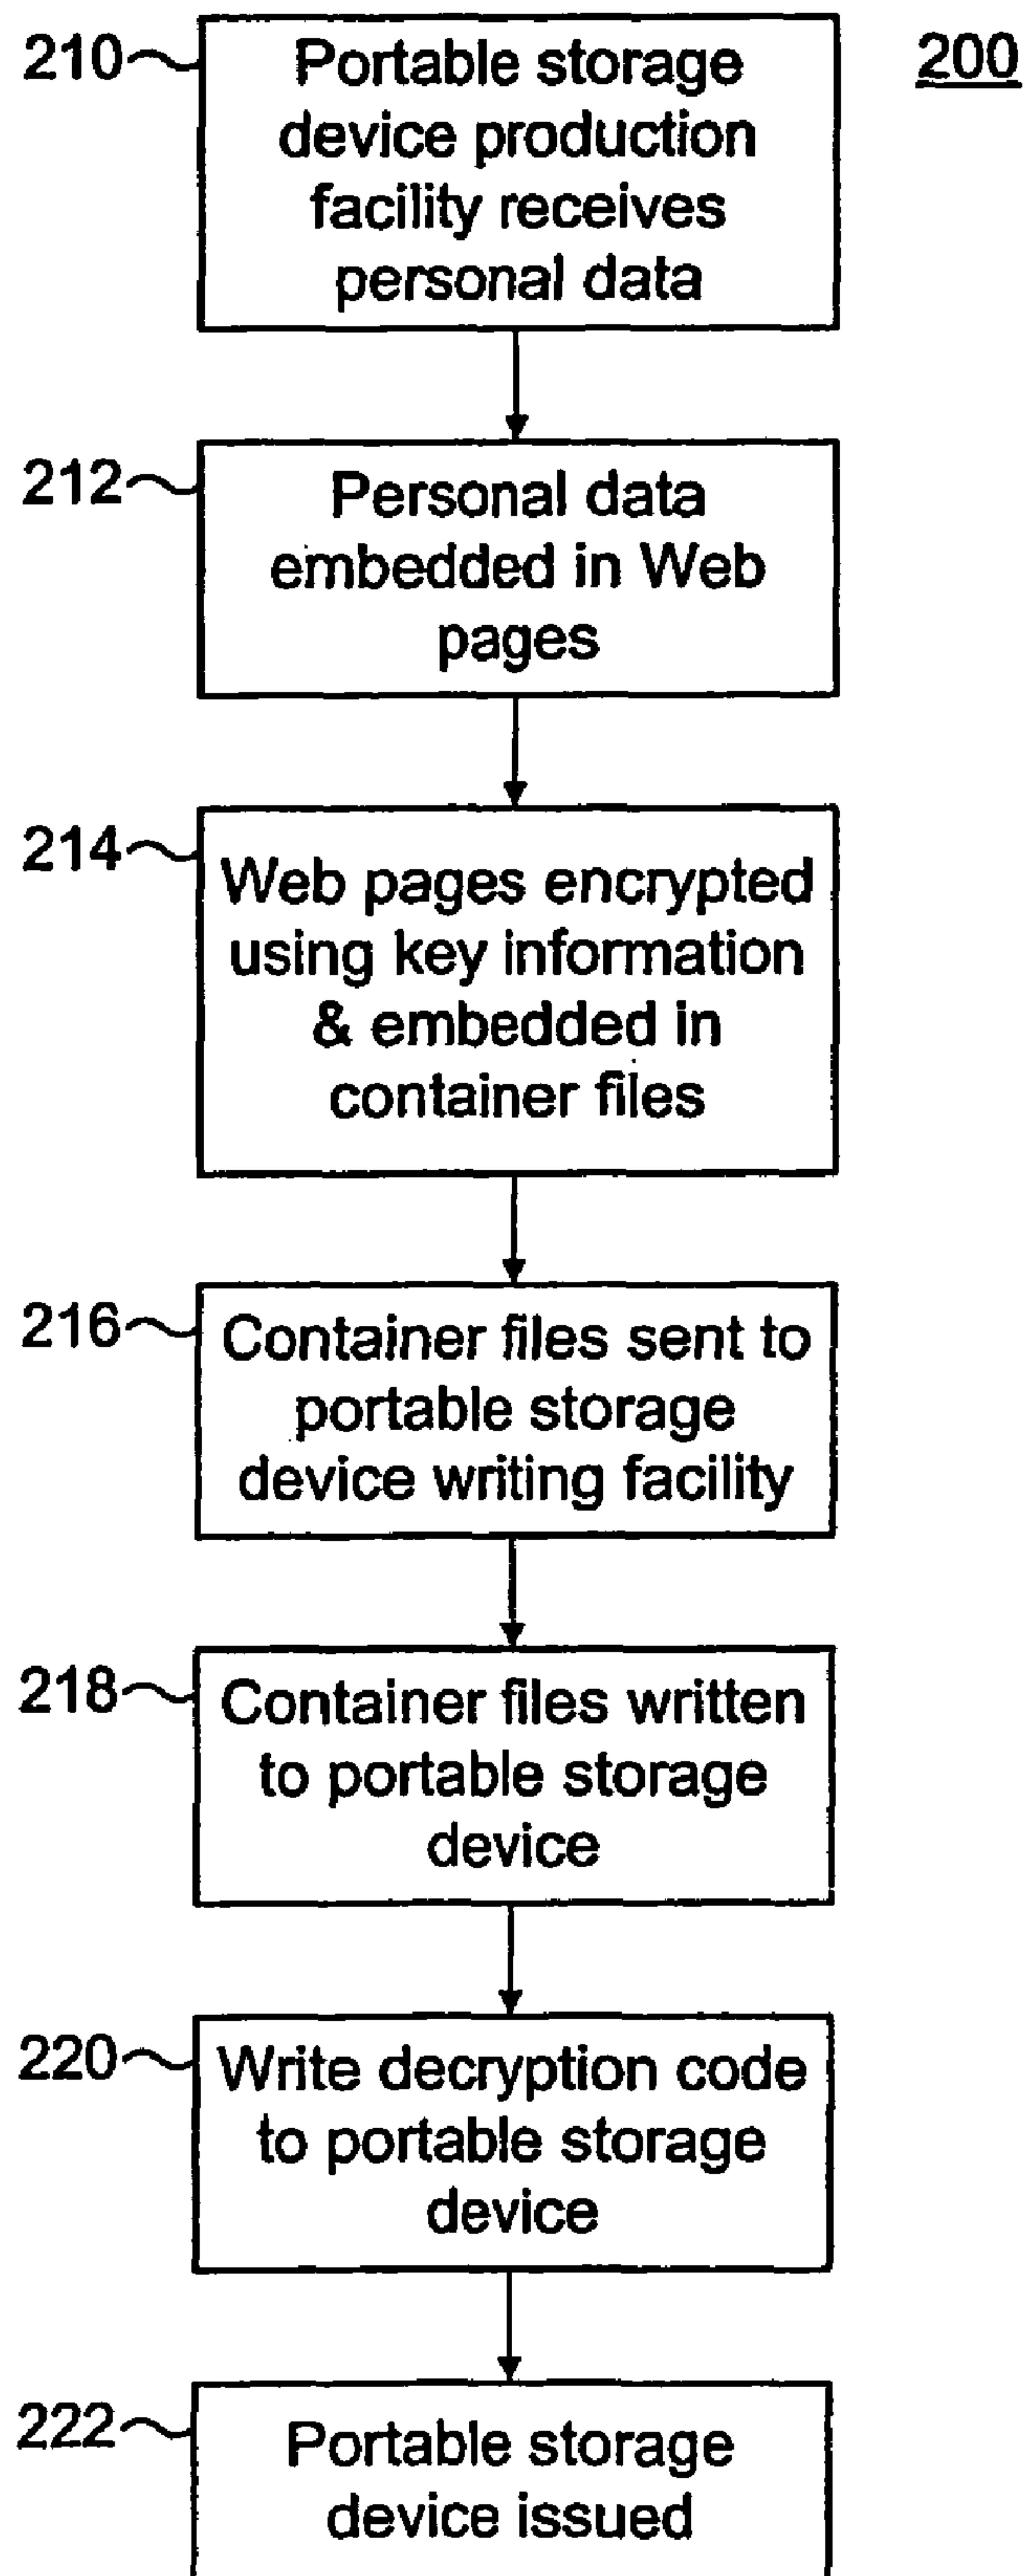 200
210
Portable storage
device production
facility receives
personal data
212
Personal data
embedded in Web
pages
214
Web pages encrypted
using key information
& embedded in
container files
216
Container files sent to
portable storage
device writing facility
218
Container files written
to portable storage
device
220
Write decryption code
to portable storage
device
222
Portable storage
device issued